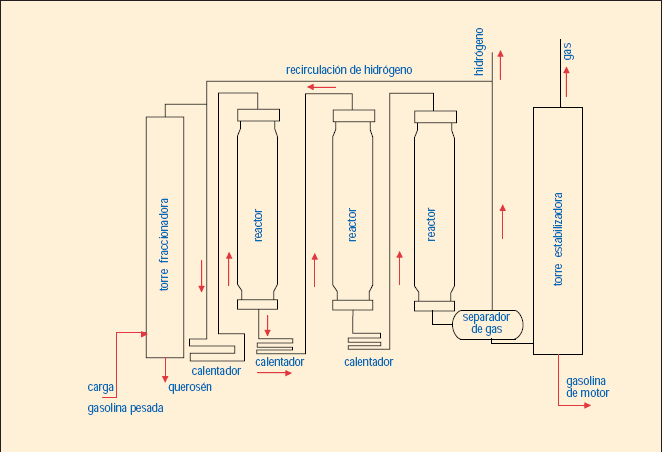 recirculación de hidrógeno
hidrógeno
gas
torre fraccionadora
reactor
reactor
reactor
torre estabilizadora
separador
de gas
calentador
calentador
calentador
carga
gasolina pesada
querosén
gasolina
de motor